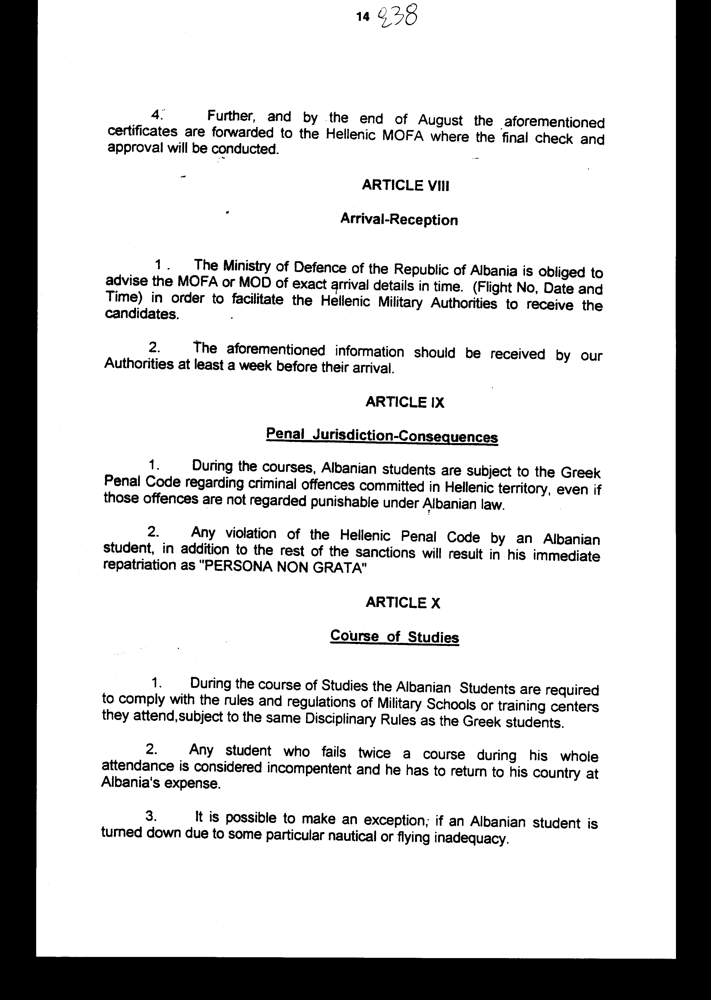 14 238
4. Further, and by the end of August the aforementioned
certificates are forwarded to the Hellenic MOFA where the final check and
approval will be conducted.
ARTICLE VIII
Arrival-Reception
1 . The Ministry of Defence of the Republic of Albania is obliged to
advise the MOFA or MOD of exact arrival details in time. (Flight No, Date and
Time) in order to facilitate the Hellenic Military Authorities to receive the
candidates.
2. The aforementioned information should be received by our
Authorities at least a week before their arrival.
ARTICLE IX
Penal Jurisdiction-Consequences
1. During the courses, Albanian students are subject to the Greek
Penal Code regarding criminal offences committed in Hellenic territory, even if
those offences are not regarded punishable under Albanian law.
2. Any violation of the Hellenic Penal Code by an Albanian
student, in addition to the rest of the sanctions will result in his immediate
repatriation as "PERSONA NON GRATA"
ARTICLE X
Course of Studies
1. During the course of Studies the Albanian Students are required
to comply with the rules and regulations of Military Schools or training centers
they attend,subject to the same Disciplinary Rules as the Greek students.
2. Any student who fails twice a course during his whole
attendance is considered incompentent and he has to return to his country at
Albania's expense.
3. It is possible to make an exception; if an Albanian student is
turned down due to some particular nautical or flying inadequacy.